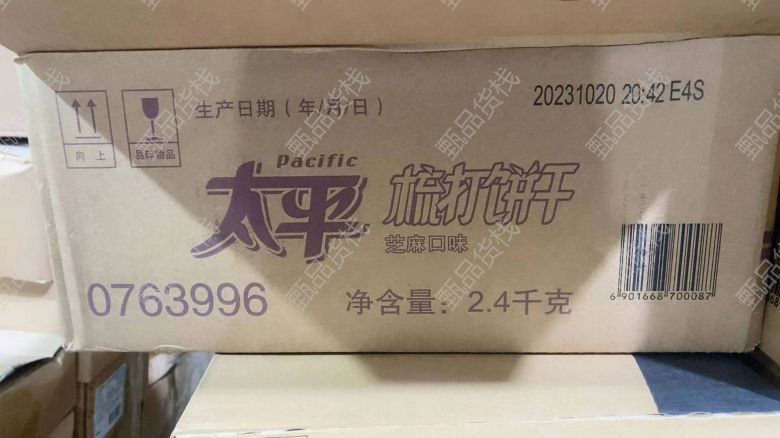 生产日期（年/月/日） 20231020 20:42 E4S
向上
易碎物品
Pacific
太平 梳打饼干
芝麻口味
0763996 净含量：2.4千克
6 901668 700087
甄品货栈